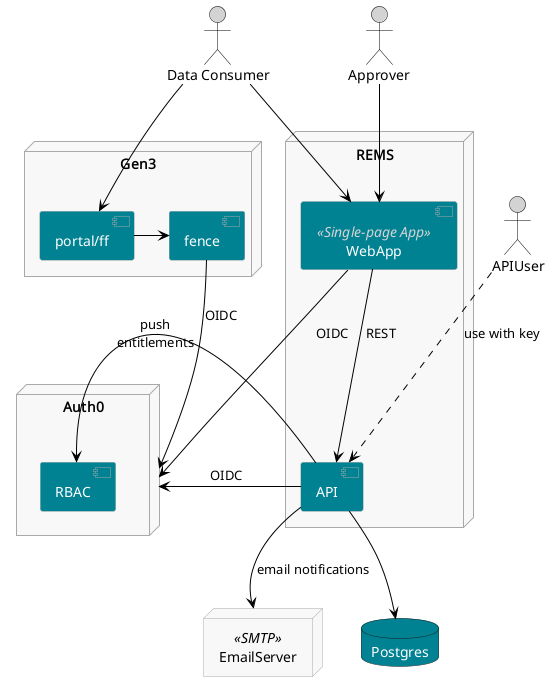 Data Consumer
Approver
Gen3
REMS
portal/ff
fence
«Single-page App»
WebApp
APIUser
OIDC
push
entitlements
OIDC
REST
use with key
Auth0
RBAC
OIDC
API
email notifications
«SMTP»
EmailServer
Postgres